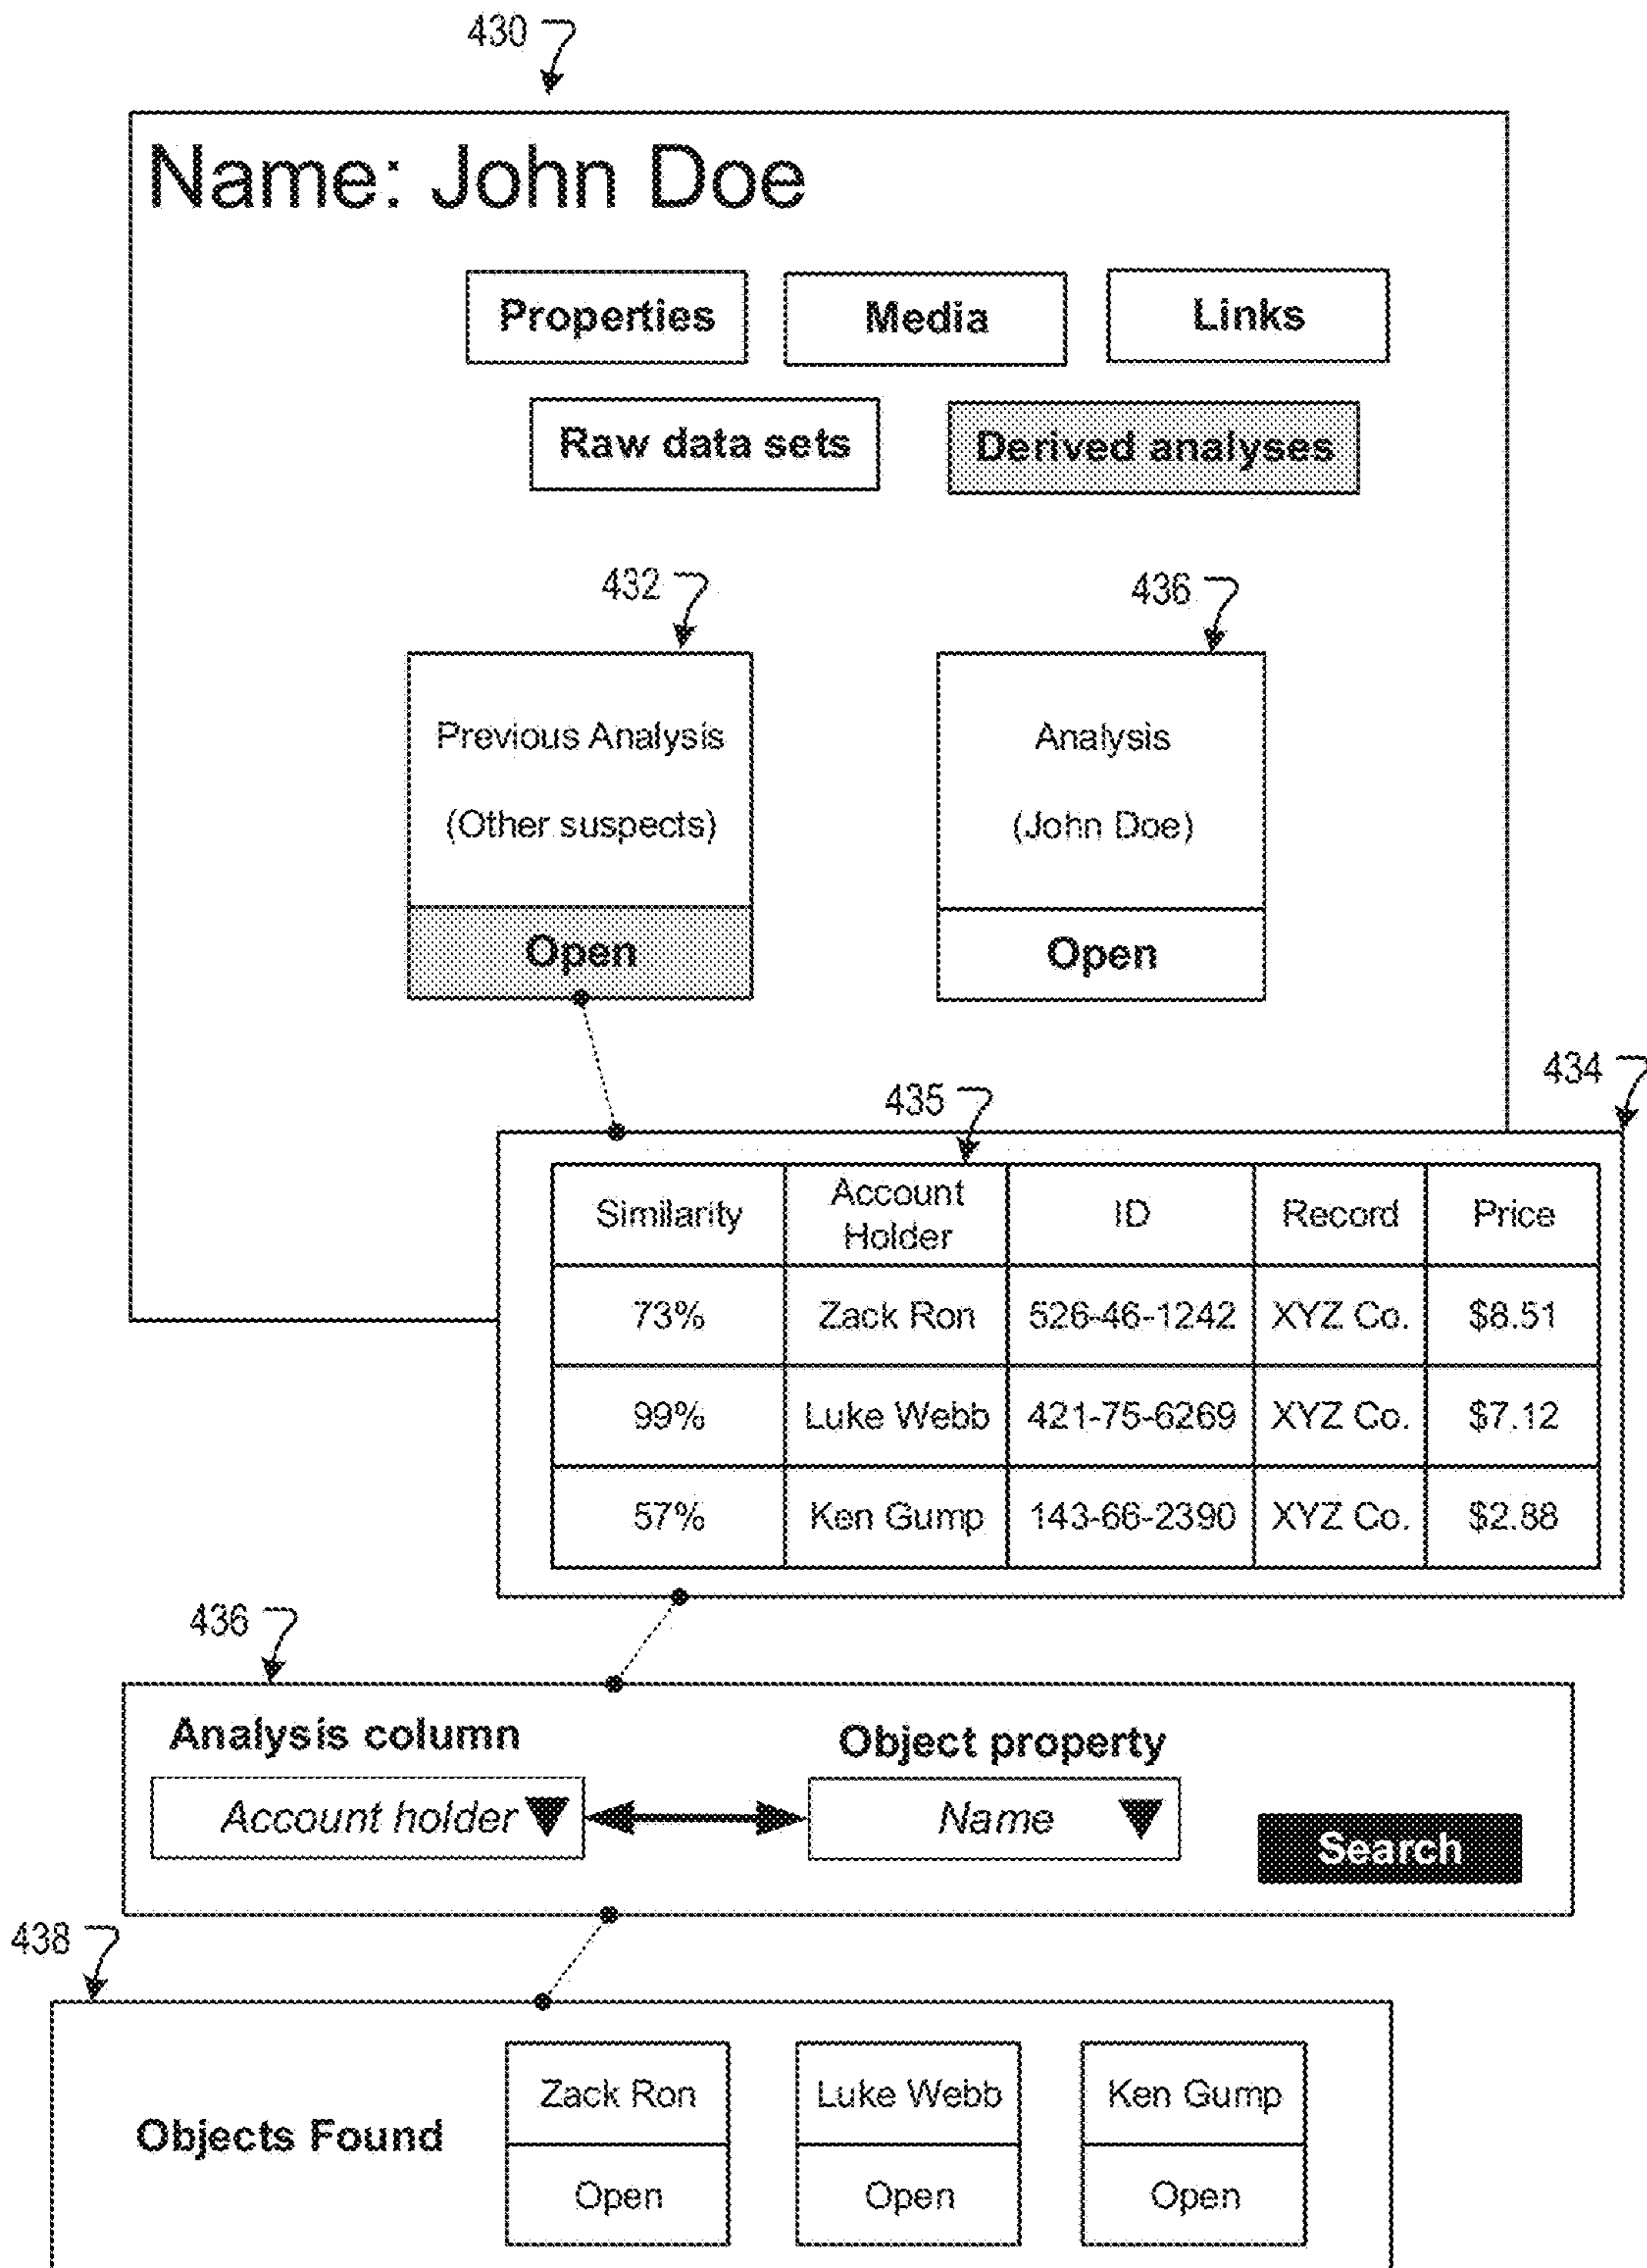 430
Name: John Doe
Properties Media Links
Raw data sets Derived analyses
432 436
Previous Analysis Analysis
(Other suspects) (John Doe)
Open Open
434
435
Similarity Account Holder ID Record Price
73% Zack Ron 526-46-1242 XYZ Co. $8.51
99% Luke Webb 421-75-6269 XYZ Co. $7.12
57% Ken Gump 143-66-2390 XYZ Co. $2.88
436
Analysis column Object property
Account holder Name Search
438
Objects Found
Zack Ron Luke Webb Ken Gump
Open Open Open